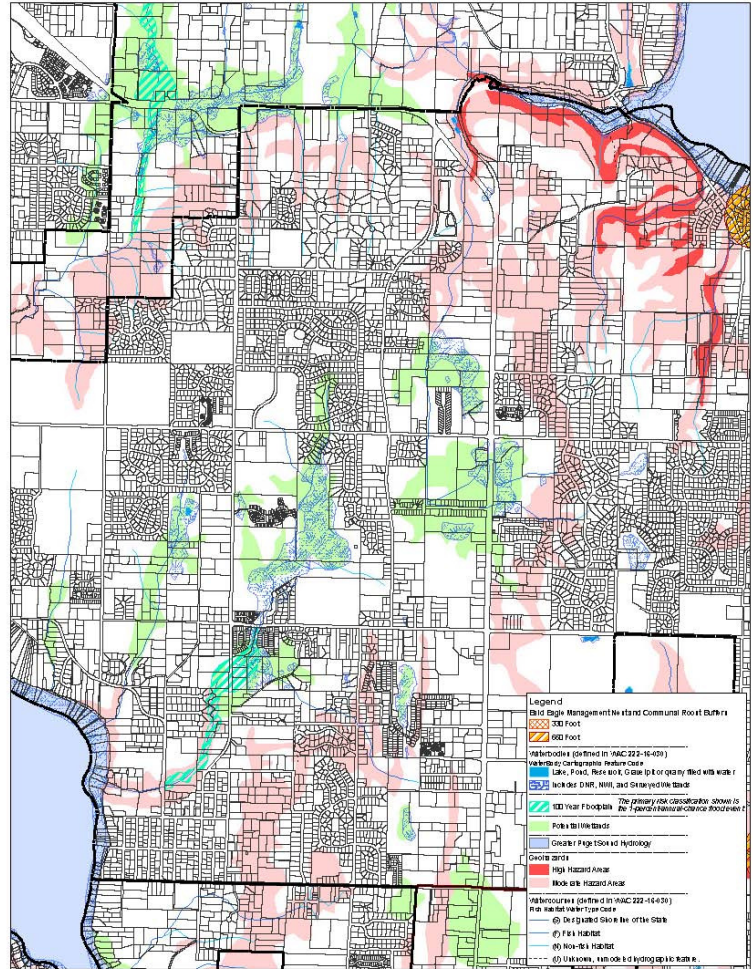 Legend
Bald Eagle Management Nest and Communal Roost Buffers
330 Foot
660 Foot
Waterbodies (defined in WAC 222-16-030)
WaterBody Cartographic Feature Code
Lake, Pond, Reservoir, Gravel pit or quarry filled with water
Includes DNR, NWI, and Surveyed Wetlands
100 Year Floodplain
The primary risk classification shown is
the 1-percent-annual-chance flood event
Potential Wetlands
Greater Puget Sound Hydrology
Geohazards
High Hazard Areas
Moderate Hazard Areas
Watercourses (defined in WAC 222-16-030)
Fish Habitat Water Type Code
(S) Designated Shoreline of the State
(F) Fish Habitat
(N) Non-fish Habitat
(U) Unknown, unmodeled hydrographic feature.